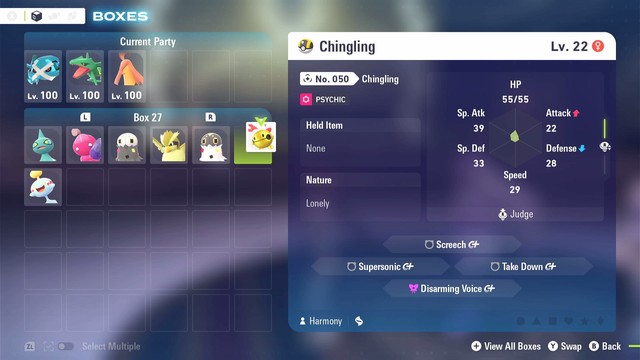 BOXES
Current Party
Lv. 100
Lv. 100
Lv. 100
L
Box 27
R
Chingling
Lv. 22
No. 050
Chingling
PSYCHIC
Held Item
None
Nature
Lonely
HP
55/55
Sp. Atk
39
Attack
22
Sp. Def
33
Defense
28
Speed
29
Judge
Screech
Supersonic
Take Down
Disarming Voice
Harmony
ZL
Select Multiple
View All Boxes
Y Swap
B Back